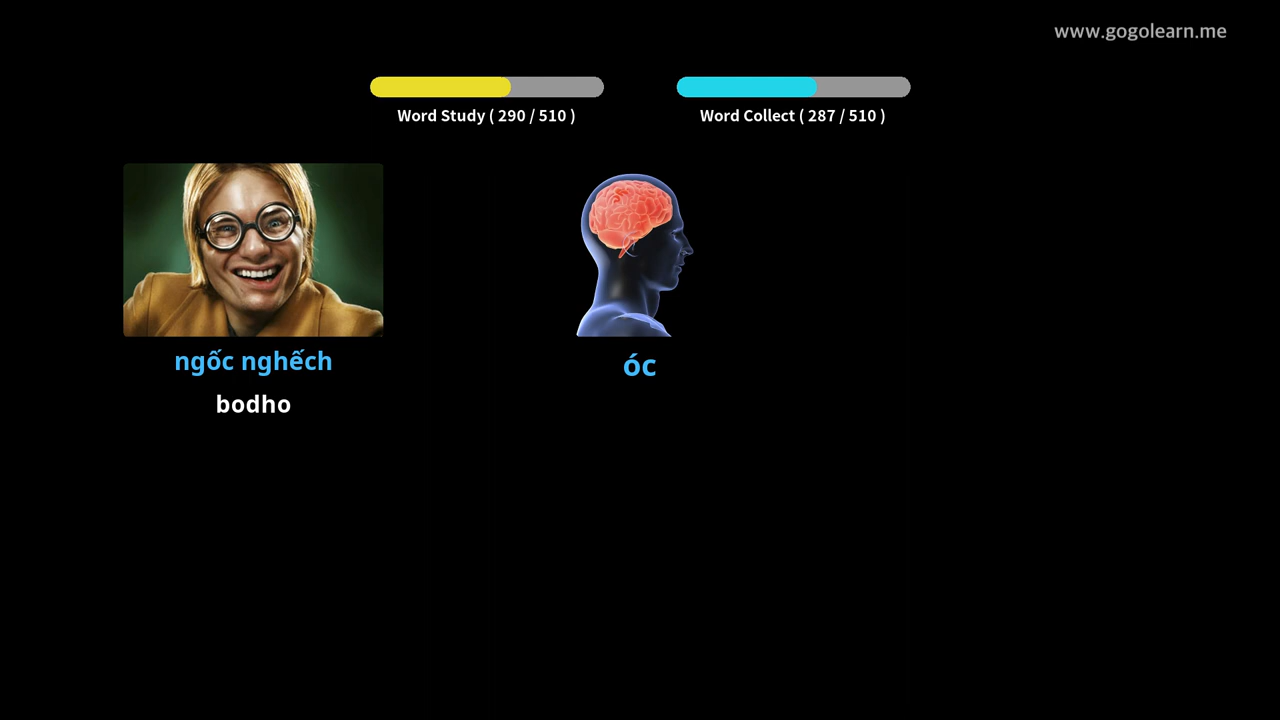 www.gogolearn.me
Word Study ( 290 / 510 )
Word Collect ( 287 / 510 )
ngốc nghếch
óc
bodho